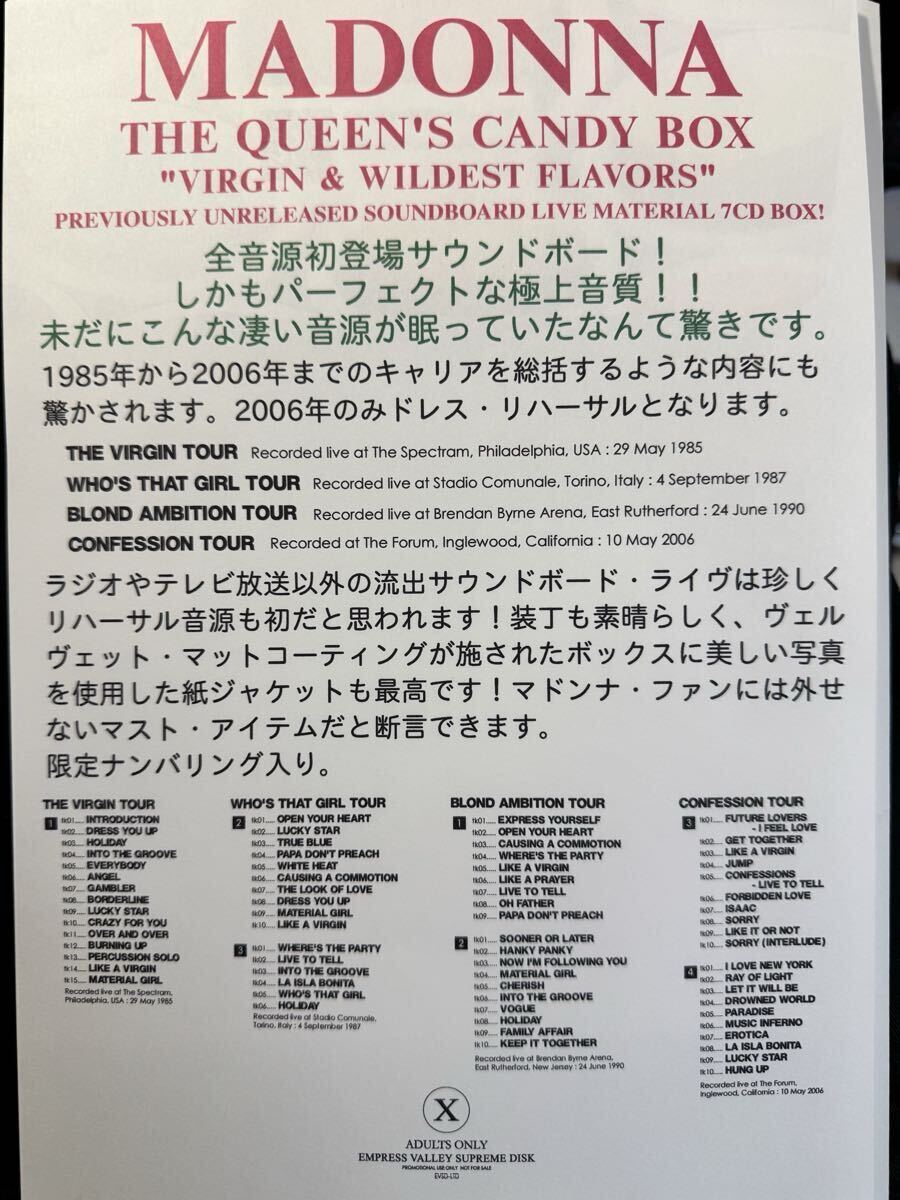 MADONNA
THE QUEEN'S CANDY BOX
"VIRGIN & WILDEST FLAVORS"
PREVIOUSLY UNRELEASED SOUNDBOARD LIVE MATERIAL 7CD BOX!
全音源初登場サウンドボード！
しかもパーフェクトな極上音質！！
未だにこんな凄い音源が眠っていたなんて驚きです。
1985年から2006年までのキャリアを総括するような内容にも
驚かされます。2006年のみドレス・リハーサルとなります。
THE VIRGIN TOUR Recorded live at The Spectram, Philadelphia, USA : 29 May 1985
WHO'S THAT GIRL TOUR Recorded live at Stadio Comunale, Torino, Italy : 4 September 1987
BLOND AMBITION TOUR Recorded live at Brendan Byrne Arena, East Rutherford : 24 June 1990
CONFESSION TOUR Recorded at The Forum, Inglewood, California : 10 May 2006
ラジオやテレビ放送以外の流出サウンドボード・ライヴは珍しく
リハーサル音源も初だと思われます！装丁も素晴らしく、ヴェル
ヴェット・マットコーティングが施されたボックスに美しい写真
を使用した紙ジャケットも最高です！マドンナ・ファンには外せ
ないマスト・アイテムだと断言できます。
限定ナンバリング入り。
THE VIRGIN TOUR
1 tk01..... INTRODUCTION
tk02..... DRESS YOU UP
tk03..... HOLIDAY
tk04..... INTO THE GROOVE
tk05..... EVERYBODY
tk06..... ANGEL
tk07..... GAMBLER
tk08..... BORDERLINE
tk09..... LUCKY STAR
tk10..... CRAZY FOR YOU
tk11..... OVER AND OVER
tk12..... BURNING UP
tk13..... PERCUSSION SOLO
tk14..... LIKE A VIRGIN
tk15..... MATERIAL GIRL
Recorded live at The Spectram,
Philadelphia, USA : 29 May 1985
WHO'S THAT GIRL TOUR
2 tk01..... OPEN YOUR HEART
tk02..... LUCKY STAR
tk03..... TRUE BLUE
tk04..... PAPA DON'T PREACH
tk05..... WHITE HEAT
tk06..... CAUSING A COMMOTION
tk07..... THE LOOK OF LOVE
tk08..... DRESS YOU UP
tk09..... MATERIAL GIRL
tk10..... LIKE A VIRGIN
3 tk01..... WHERE'S THE PARTY
tk02..... LIVE TO TELL
tk03..... INTO THE GROOVE
tk04..... LA ISLA BONITA
tk05..... WHO'S THAT GIRL
tk06..... HOLIDAY
Recorded live at Stadio Comunale,
Torino, Italy : 4 September 1987
BLOND AMBITION TOUR
1 tk01..... EXPRESS YOURSELF
tk02..... OPEN YOUR HEART
tk03..... CAUSING A COMMOTION
tk04..... WHERE'S THE PARTY
tk05..... LIKE A VIRGIN
tk06..... LIKE A PRAYER
tk07..... LIVE TO TELL
tk08..... OH FATHER
tk09..... PAPA DON'T PREACH
2 tk01..... SOONER OR LATER
tk02..... HANKY PANKY
tk03..... NOW I'M FOLLOWING YOU
tk04..... MATERIAL GIRL
tk05..... CHERISH
tk06..... INTO THE GROOVE
tk07..... VOGUE
tk08..... HOLIDAY
tk09..... FAMILY AFFAIR
tk10..... KEEP IT TOGETHER
Recorded live at Brendan Byrne Arena,
East Rutherford, New Jersey : 24 June 1990
CONFESSION TOUR
3 tk01..... FUTURE LOVERS
- I FEEL LOVE
tk02..... GET TOGETHER
tk03..... LIKE A VIRGIN
tk04..... JUMP
tk05..... CONFESSIONS
- LIVE TO TELL
tk06..... FORBIDDEN LOVE
tk07..... ISAAC
tk08..... SORRY
tk09..... LIKE IT OR NOT
tk10..... SORRY (INTERLUDE)
4 tk01..... I LOVE NEW YORK
tk02..... RAY OF LIGHT
tk03..... LET IT WILL BE
tk04..... DROWNED WORLD
tk05..... PARADISE
tk06..... MUSIC INFERNO
tk07..... EROTICA
tk08..... LA ISLA BONITA
tk09..... LUCKY STAR
tk10..... HUNG UP
Recorded live at The Forum,
Inglewood, California : 10 May 2006
X
ADULTS ONLY
EMPRESS VALLEY SUPREME DISK
PROMOTIONAL USE ONLY NOT FOR SALE
EVSD-LTD